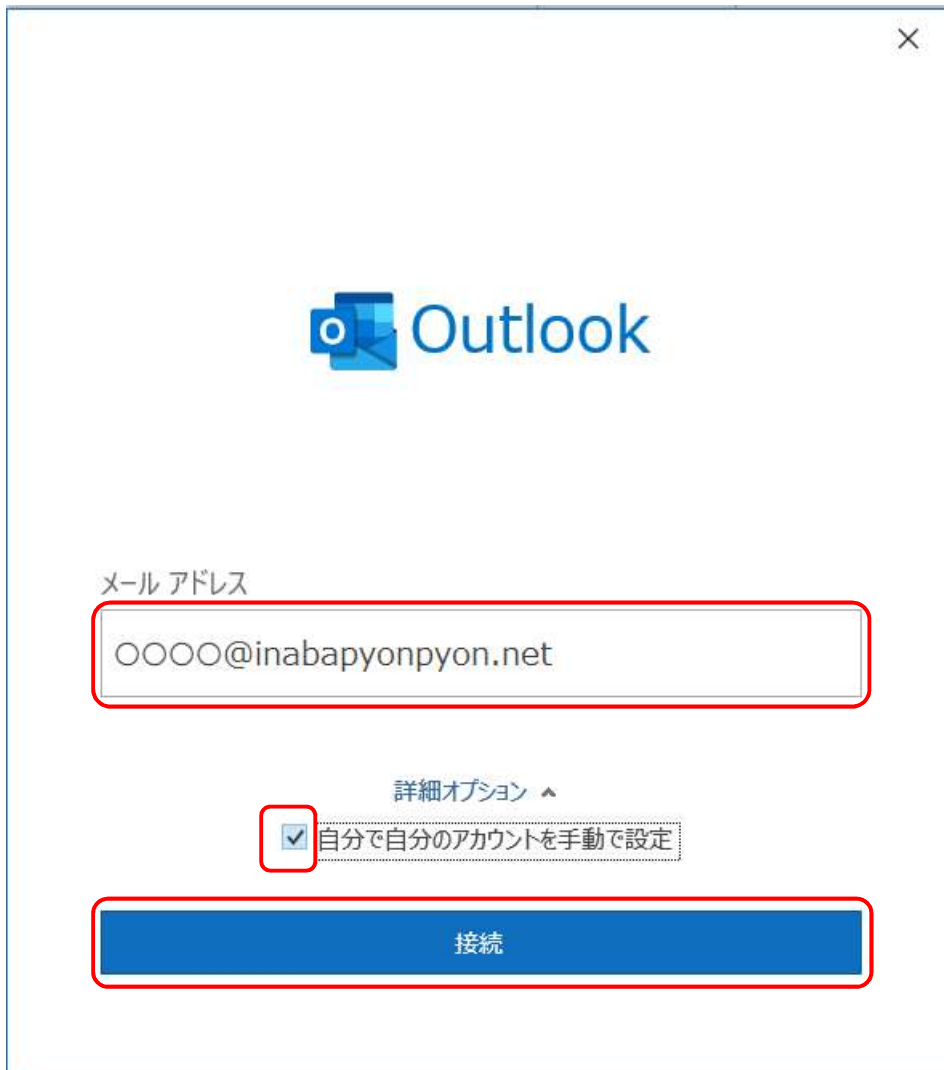 Outlook
メール アドレス
〇〇〇〇@inabapyonpyon.net
詳細オプション
自分で自分のアカウントを手動で設定
接続